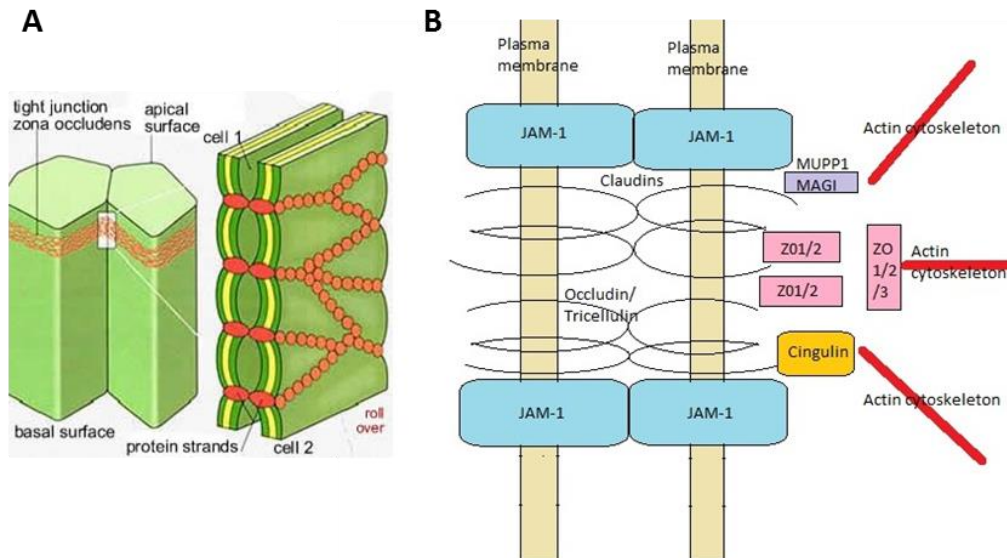 A
tight junction
zona occludens
apical
surface
cell 1
basal surface
protein strands
cell 2
roll
over
B
Plasma
membrane
Plasma
membrane
JAM-1
JAM-1
Actin cytoskeleton
MUPP1
MAGI
Claudins
Z01/2
Z01/2
ZO
1/2
/3
Actin
cytoskeleton
Occludin/
Tricellulin
Cingulin
Actin cytoskeleton
JAM-1
JAM-1